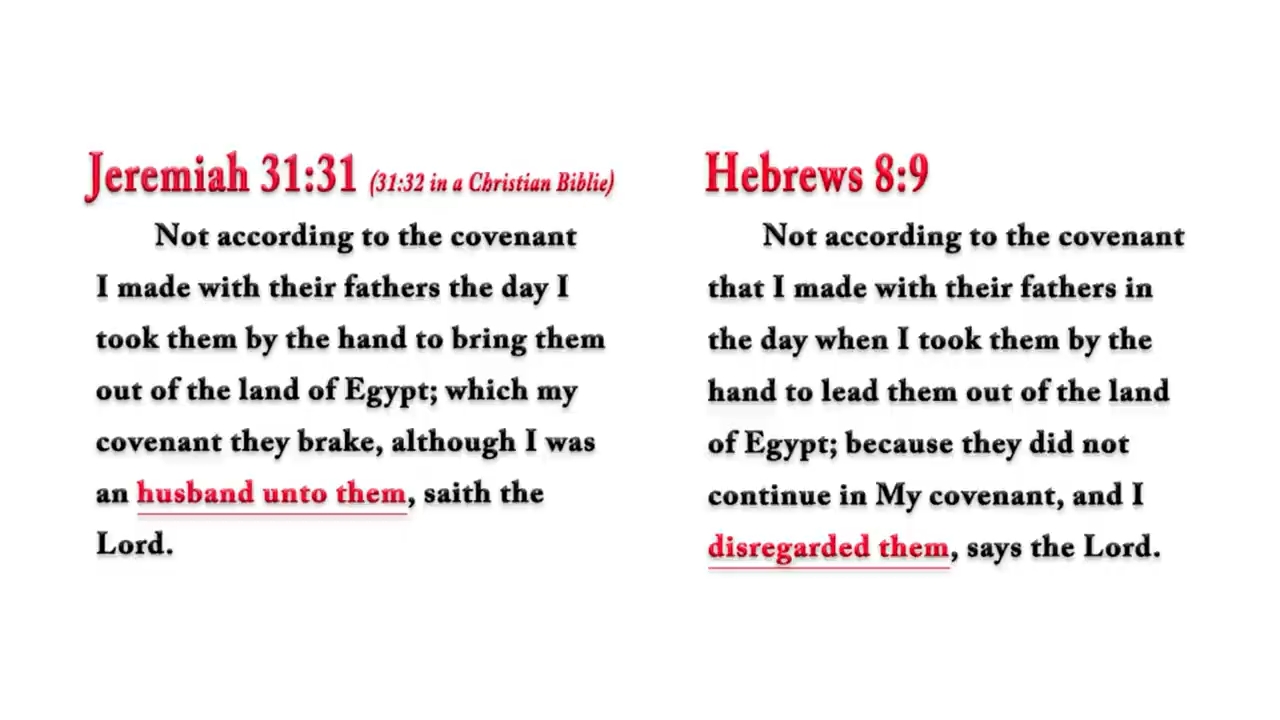 Jeremiah 31:31 (31:32 in a Christian Biblie)
Not according to the covenant
I made with their fathers the day I
took them by the hand to bring them
out of the land of Egypt; which my
covenant they brake, although I was
an husband unto them, saith the
Lord.
Hebrews 8:9
Not according to the covenant
that I made with their fathers in
the day when I took them by the
hand to lead them out of the land
of Egypt; because they did not
continue in My covenant, and I
disregarded them, says the Lord.